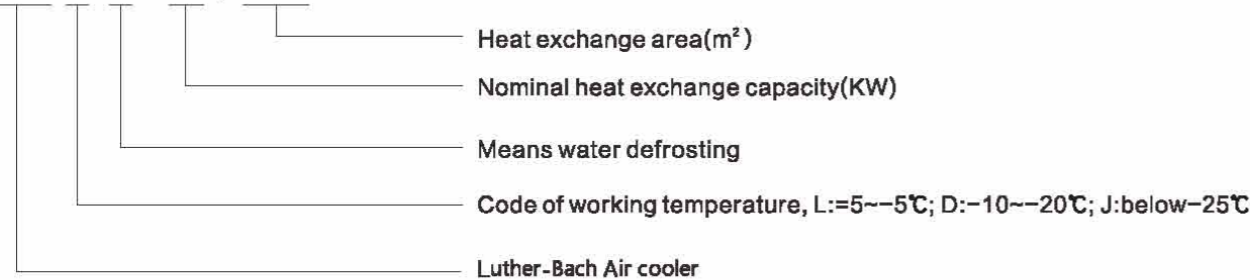 Heat exchange area(m²)
Nominal heat exchange capacity(KW)
Means water defrosting
Code of working temperature, L:=5~-5℃; D:-10~-20℃; J:below-25℃
Luther-Bach Air cooler